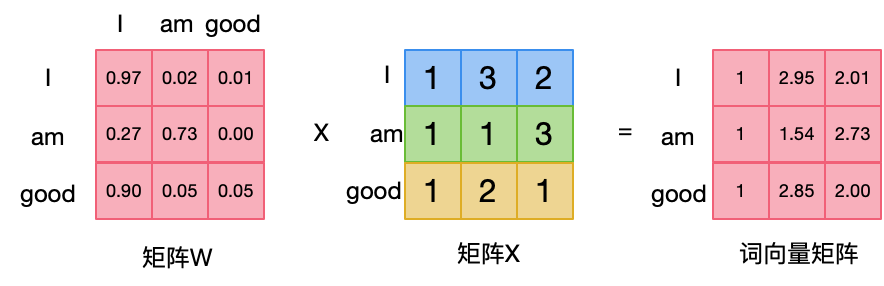 I am good
I 0.97 0.02 0.01
am 0.27 0.73 0.00
good 0.90 0.05 0.05
矩阵W
X
I 1 3 2
am 1 1 3
good 1 2 1
矩阵X
=
I 1 2.95 2.01
am 1 1.54 2.73
good 1 2.85 2.00
词向量矩阵